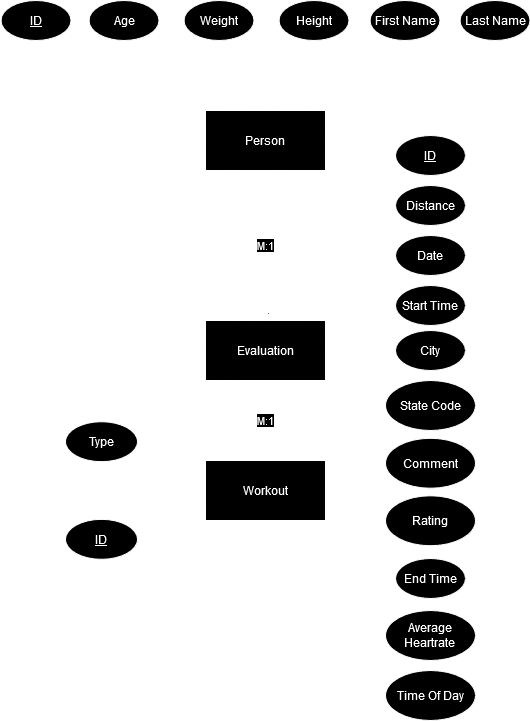 ID
Age
Weight
Height
First Name
Last Name
Person
ID
Distance
M:1
Date
Start Time
Evaluation
City
State Code
M:1
Type
Comment
Workout
Rating
ID
End Time
Average
Heartrate
Time Of Day